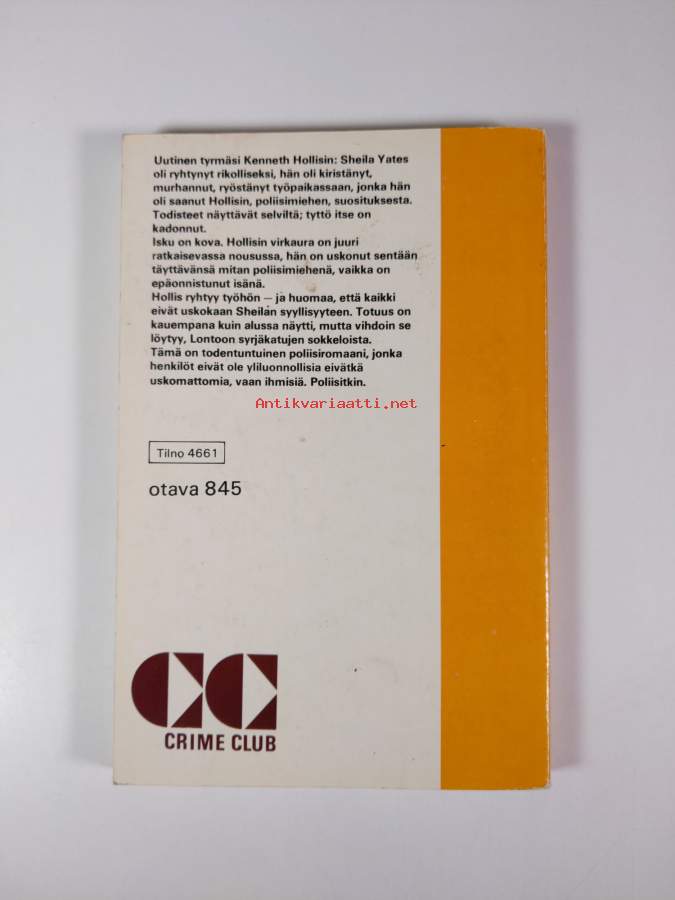 Uutinen tyrmäsi Kenneth Hollisin: Sheila Yates
oli ryhtynyt rikolliseksi, hän oli kiristänyt,
murhannut, ryöstänyt työpaikassaan, jonka hän
oli saanut Hollisin, poliisimiehen, suosituksesta.
Todisteet näyttävät selviltä; tyttö itse on
kadonnut.
Isku on kova. Hollisin virkaura on juuri
ratkaisevassa nousussa, hän on uskonut sentään
täyttävänsä mitan poliisimiehenä, vaikka on
epäonnistunut isänä.
Hollis ryhtyy työhön – ja huomaa, että kaikki
eivät uskokaan Sheilan syyllisyyteen. Totuus on
kauempana kuin alussa näytti, mutta vihdoin se
löytyy, Lontoon syrjäkatujen sokkeloista.
Tämä on todentuntuinen poliisiromaani, jonka
henkilöt eivät ole yliluonnollisia eivätkä
uskomattomia, vaan ihmisiä. Poliisitkin.
Antikvariaatti.net
Tilno 4661
otava 845
CC
CRIME CLUB